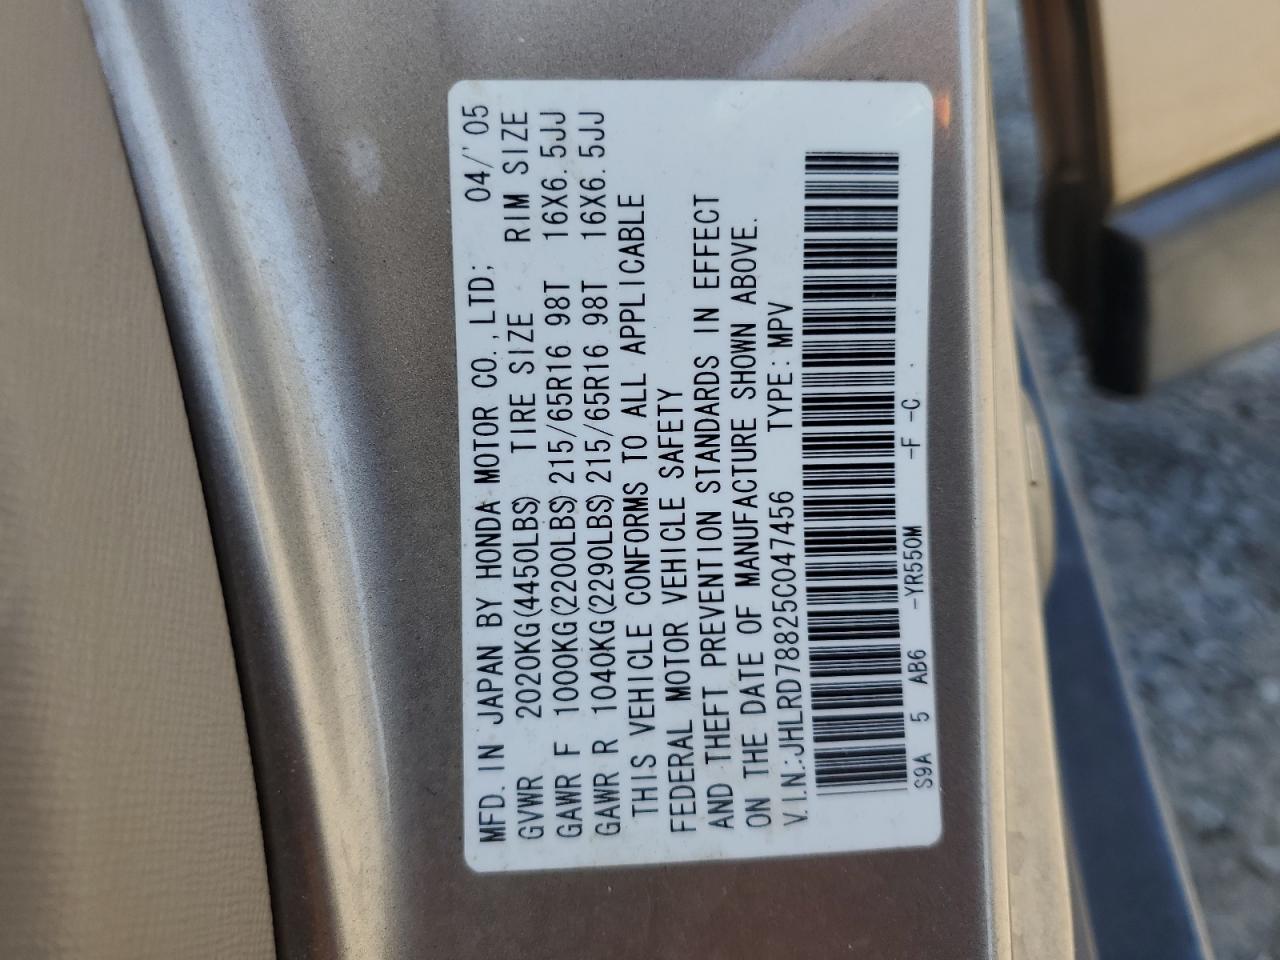 MFD. IN JAPAN BY HONDA MOTOR CO.,LTD; 04/'05
GVWR 2020KG(4450LBS) TIRE SIZE RIM SIZE
GAWR F 1000KG(2200LBS)215/65R16 98T 16X6.5JJ
GAWR R 1040KG(2290LBS)215/65R16 98T 16X6.5JJ
THIS VEHICLE CONFORMS TO ALL APPLICABLE
FEDERAL MOTOR VEHICLE SAFETY
AND THEFT PREVENTION STANDARDS IN EFFECT
ON THE DATE OF MANUFACTURE SHOWN ABOVE.
V.I.N.:JHLRD78825C047456 TYPE:MPV
S9A 5 AB6 -YR550M -F -C .